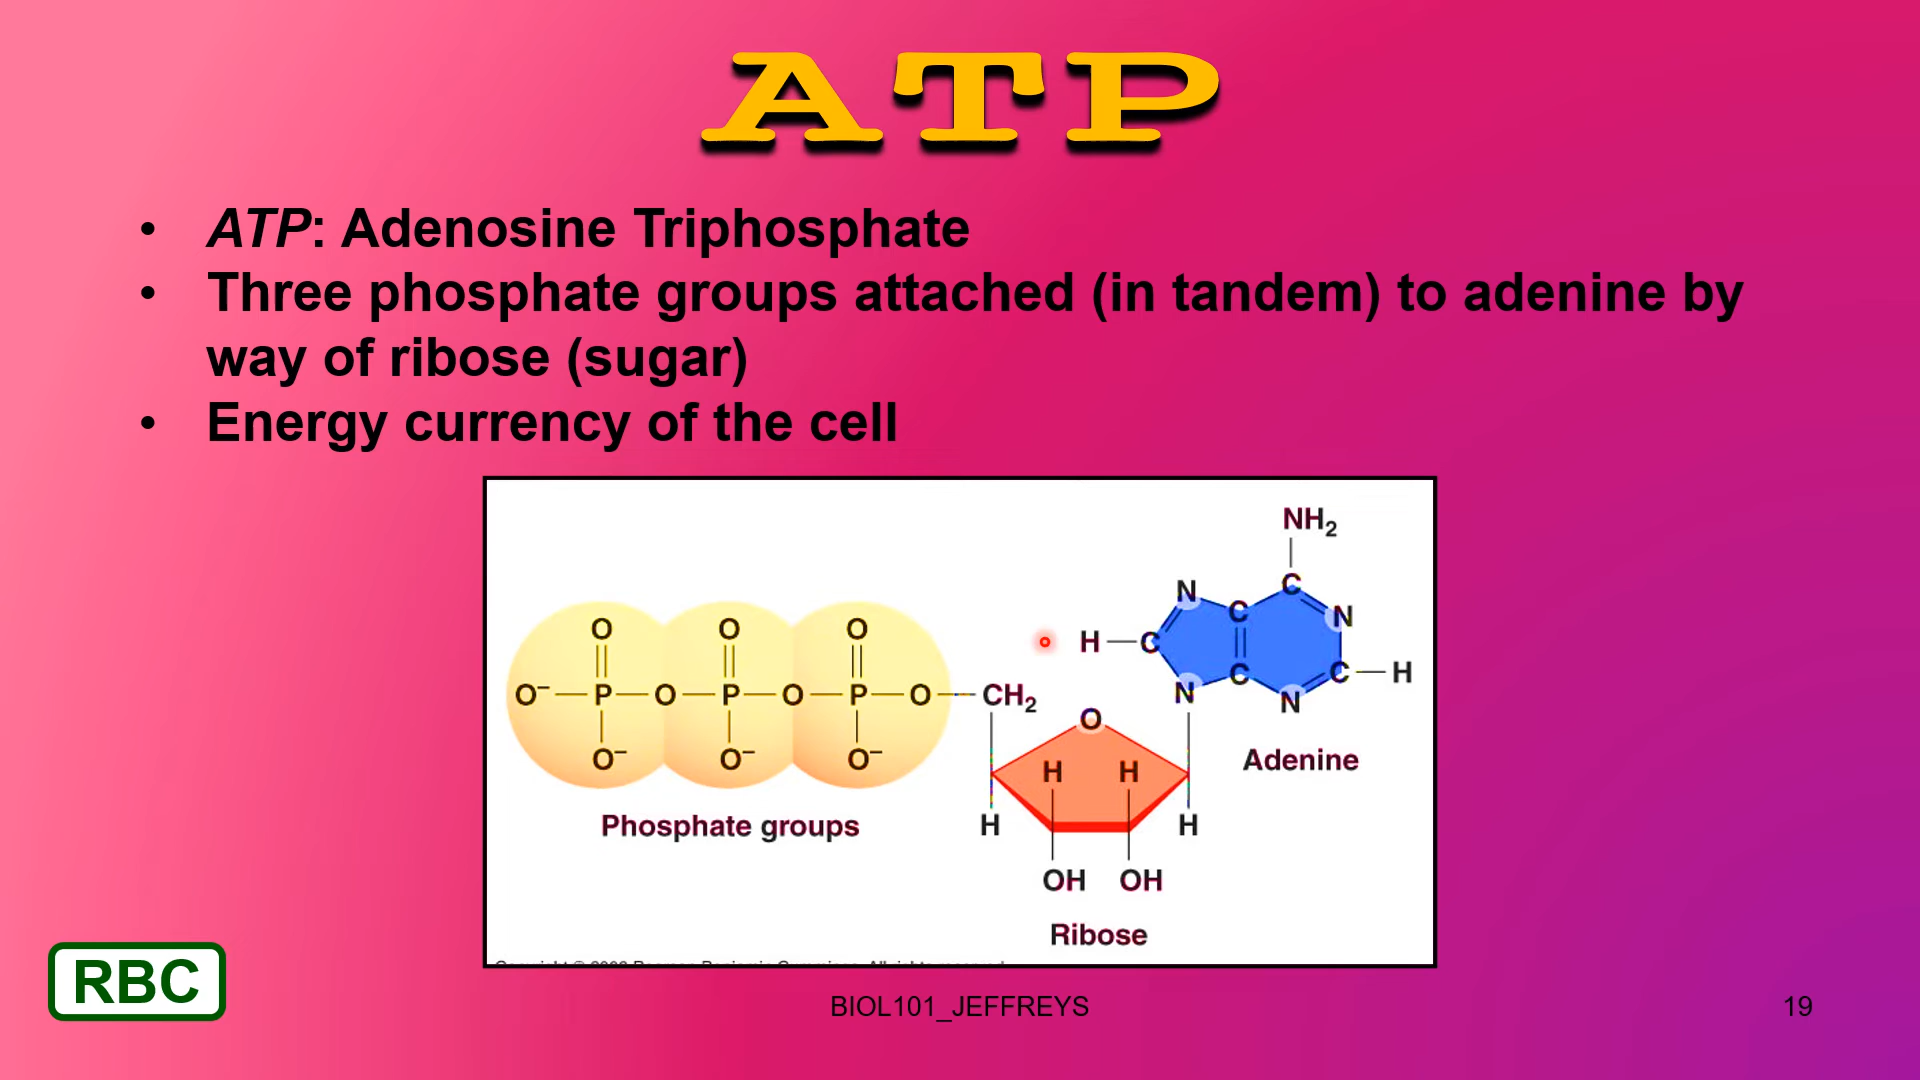 ATP
• ATP: Adenosine Triphosphate
• Three phosphate groups attached (in tandem) to adenine by
way of ribose (sugar)
• Energy currency of the cell
NH2
N C N
O O O H C C
C H
O- P O P O P O CH2 N C N
O
O- O- O- H H Adenine
Phosphate groups H H
OH OH
Ribose
RBC
BIOL101_JEFFREYS 19